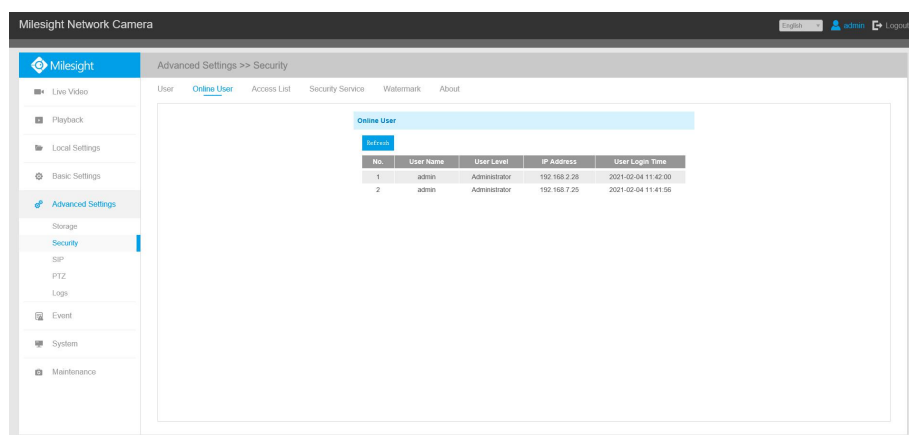 Milesight Network Camera
English admin Logout
Milesight
Advanced Settings >> Security
Live Video
Playback
Local Settings
Basic Settings
Advanced Settings
Storage
Security
SIP
PTZ
Logs
Event
System
Maintenance
User Online User Access List Security Service Watermark About
Online User
Refresh
No. User Name User Level IP Address User Login Time
1 admin Administrator 192.168.2.28 2021-02-04 11:42:00
2 admin Administrator 192.168.7.25 2021-02-04 11:41:56